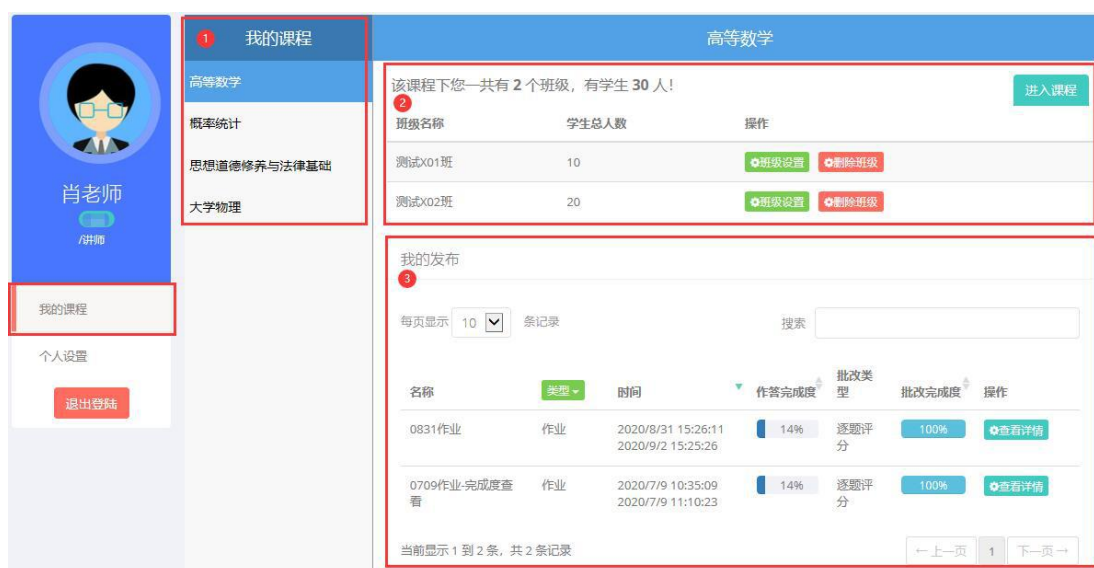 肖老师
/讲师
我的课程
个人设置
退出登陆
1 我的课程
高等数学
概率统计
思想道德修养与法律基础
大学物理
高等数学
该课程下您一共有 2 个班级，有学生 30 人！
进入课程
2
班级名称 学生总人数 操作
测试X01班 10 班级设置 删除班级
测试X02班 20 班级设置 删除班级
我的发布
3
每页显示 10 条记录 搜索
名称 类型 时间 作答完成度 批改类型 批改完成度 操作
0831作业 作业 2020/8/31 15:26:11 14% 逐题评分 100% 查看详情
2020/9/2 15:25:26
0709作业-完成度查看 作业 2020/7/9 10:35:09 14% 逐题评分 100% 查看详情
2020/7/9 11:10:23
当前显示 1 到 2 条，共 2 条记录 ←上一页 1 下一页→